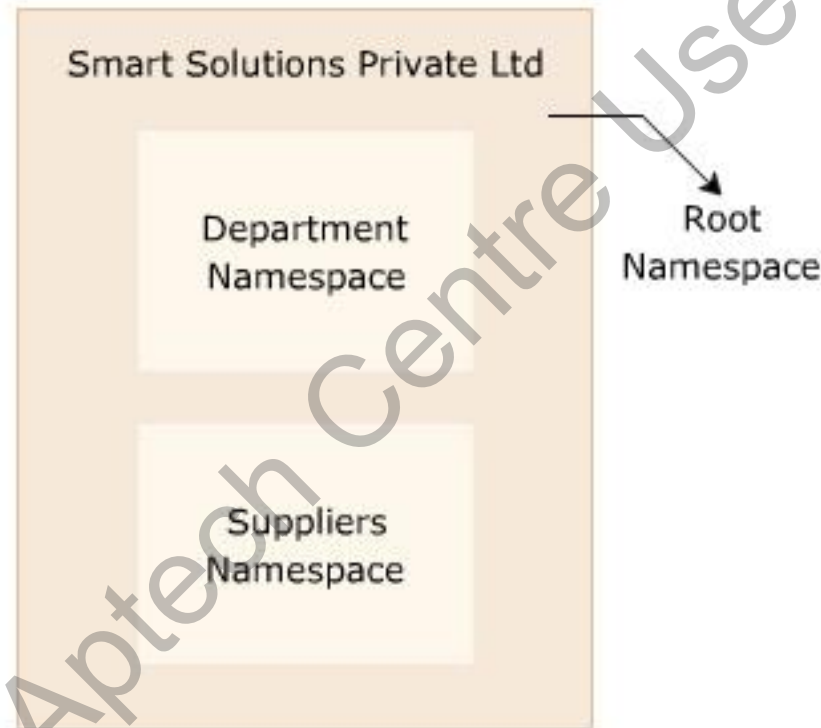 Smart Solutions Private Ltd
Department
Namespace
Root
Namespace
Suppliers
Namespace
Aptech Centre Use